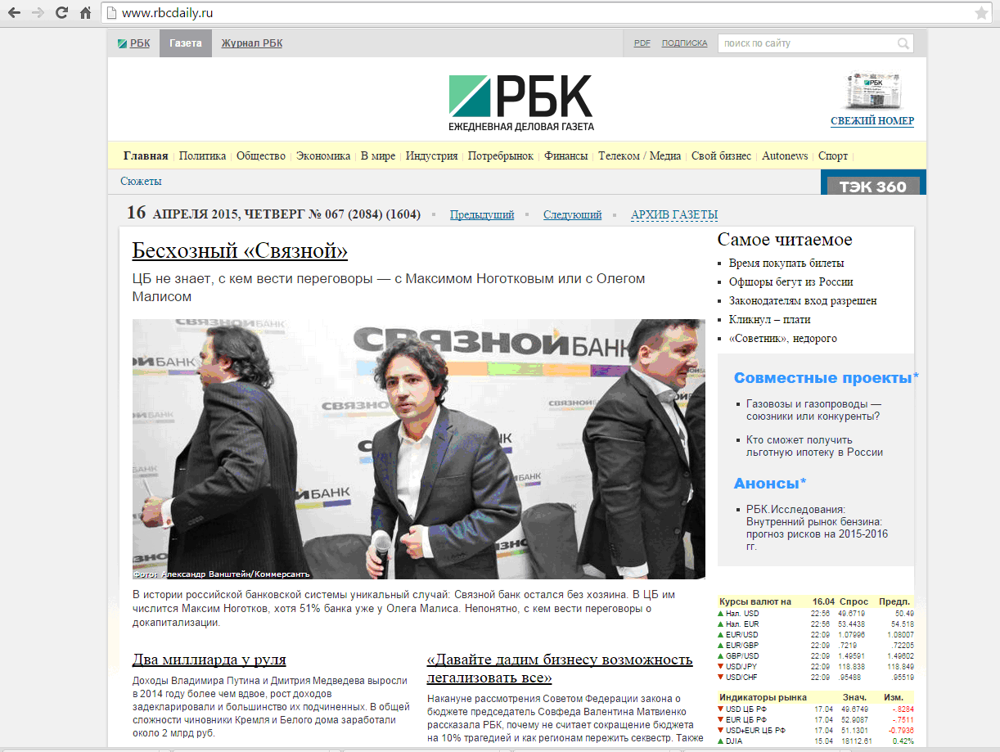 www.rbcdaily.ru
РБК Газета Журнал РБК PDF ПОДПИСКА поиск по сайту
РБК
ЕЖЕДНЕВНАЯ ДЕЛОВАЯ ГАЗЕТА
РБК
СВЕЖИЙ НОМЕР
Главная Политика Общество Экономика В мире Индустрия Потребрынок Финансы Телеком / Медиа Свой бизнес Autonews Спорт
Сюжеты
ТЭК 360
16 АПРЕЛЯ 2015, ЧЕТВЕРГ № 067 (2084) (1604) Предыдущий Следующий АРХИВ ГАЗЕТЫ
Бесхозный «Связной»
ЦБ не знает, с кем вести переговоры — с Максимом Ноготковым или с Олегом
Малисом
СВЯЗНОЙ БАНК
Фото: Александр Ванштейн/Коммерсантъ
В истории российской банковской системы уникальный случай: Связной банк остался без хозяина. В ЦБ им
числится Максим Ноготков, хотя 51% банка уже у Олега Малиса. Непонятно, с кем вести переговоры о
докапитализации.
Два миллиарда у руля
Доходы Владимира Путина и Дмитрия Медведева выросли
в 2014 году более чем вдвое, рост доходов
задекларировали и большинство их подчиненных. В общей
сложности чиновники Кремля и Белого дома заработали
около 2 млрд руб.
«Давайте дадим бизнесу возможность
легализовать все»
Накануне рассмотрения Советом Федерации закона о
бюджете председатель Совфеда Валентина Матвиенко
рассказала РБК, почему не считает сокращение бюджета
на 10% трагедией и как регионам пережить секвестр. Также
Самое читаемое
Время покупать билеты
Офшоры бегут из России
Законодателям вход разрешен
Кликнул – плати
«Советник», недорого
Совместные проекты*
Газовозы и газопроводы —
союзники или конкуренты?
Кто сможет получить
льготную ипотеку в России
Анонсы*
РБК.Исследования:
Внутренний рынок бензина:
прогноз рисков на 2015-2016
гг.
Курсы валют на 16.04 Спрос Предл.
Нал. USD 22:56 49.6719 50.49
Нал. EUR 22:56 53.4438 54.518
EUR/USD 22:09 1.07996 1.08007
EUR/GBP 22:09 .7219 .72205
GBP/USD 22:09 1.49591 1.49602
USD/JPY 22:09 118.838 118.849
USD/CHF 22:09 .95488 .95519
Индикаторы рынка Знач. Изм.
USD ЦБ РФ 17.04 49.6749 -.8284
EUR ЦБ РФ 17.04 52.9087 -.7511
USD+EUR ЦБ РФ 17.04 51.1301 -0.7936
DJIA 15.04 18112.61 0.42%